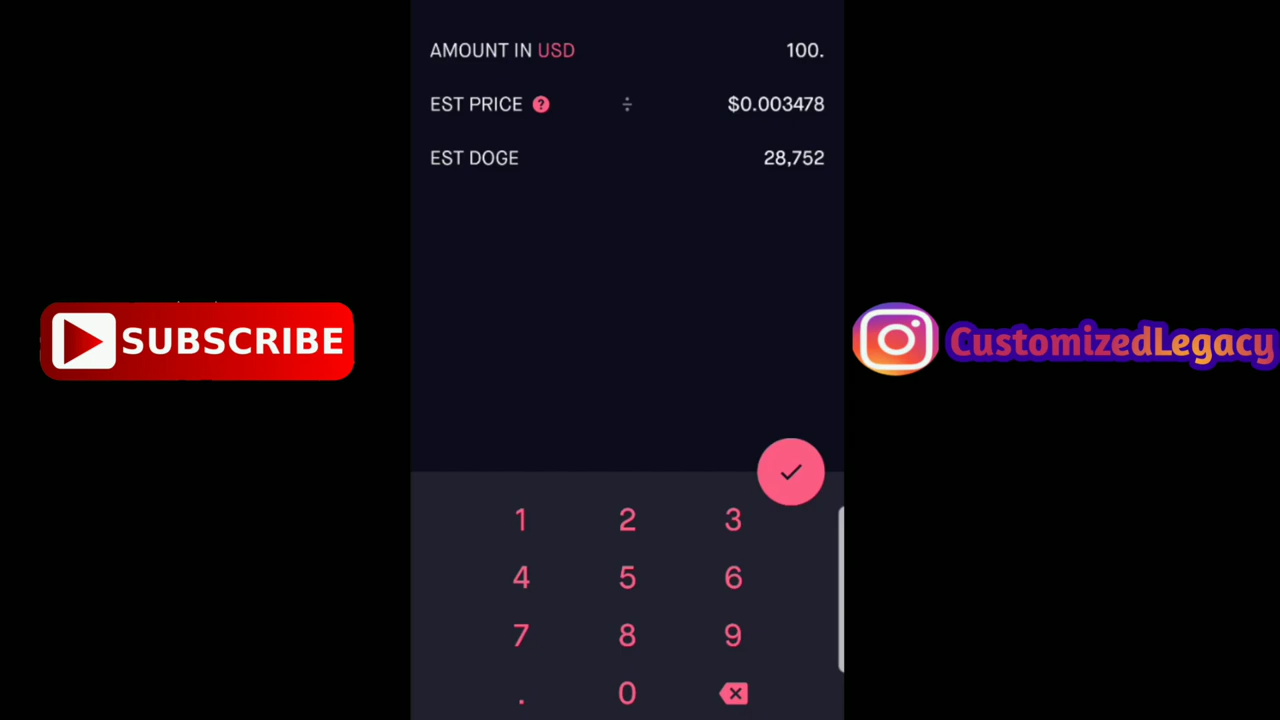 AMOUNT IN USD 100.
EST PRICE ? ÷ $0.003478
EST DOGE 28,752
SUBSCRIBE
CustomizedLegacy
1 2 3
4 5 6
7 8 9
. 0